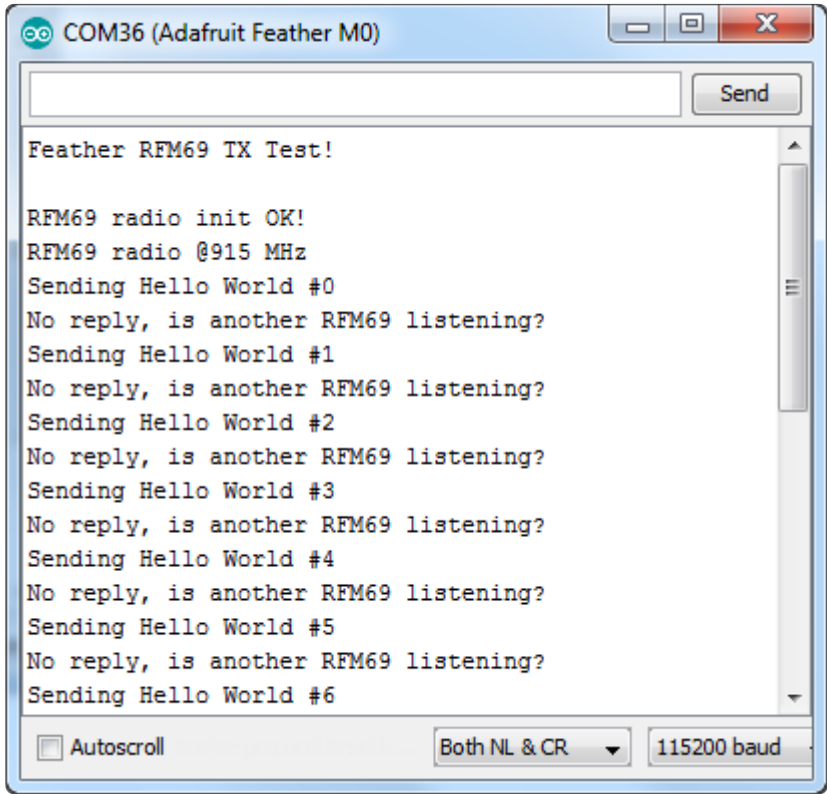 COM36 (Adafruit Feather M0)
Send
Feather RFM69 TX Test!
RFM69 radio init OK!
RFM69 radio @915 MHz
Sending Hello World #0
No reply, is another RFM69 listening?
Sending Hello World #1
No reply, is another RFM69 listening?
Sending Hello World #2
No reply, is another RFM69 listening?
Sending Hello World #3
No reply, is another RFM69 listening?
Sending Hello World #4
No reply, is another RFM69 listening?
Sending Hello World #5
No reply, is another RFM69 listening?
Sending Hello World #6
Autoscroll Both NL & CR 115200 baud